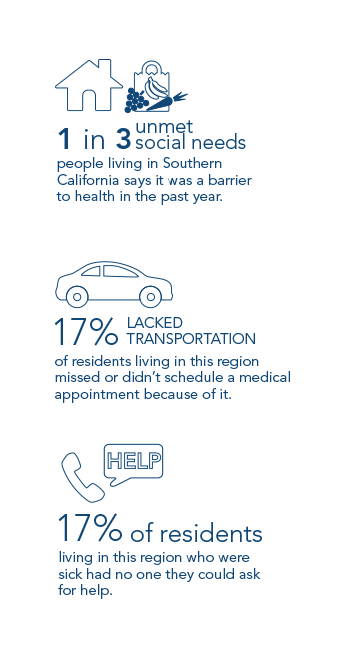 1 in 3 unmet
social needs
people living in Southern
California says it was a barrier
to health in the past year.
17% LACKED
TRANSPORTATION
of residents living in this region
missed or didn't schedule a medical
appointment because of it.
HELP
17% of residents
living in this region who were
sick had no one they could ask
for help.